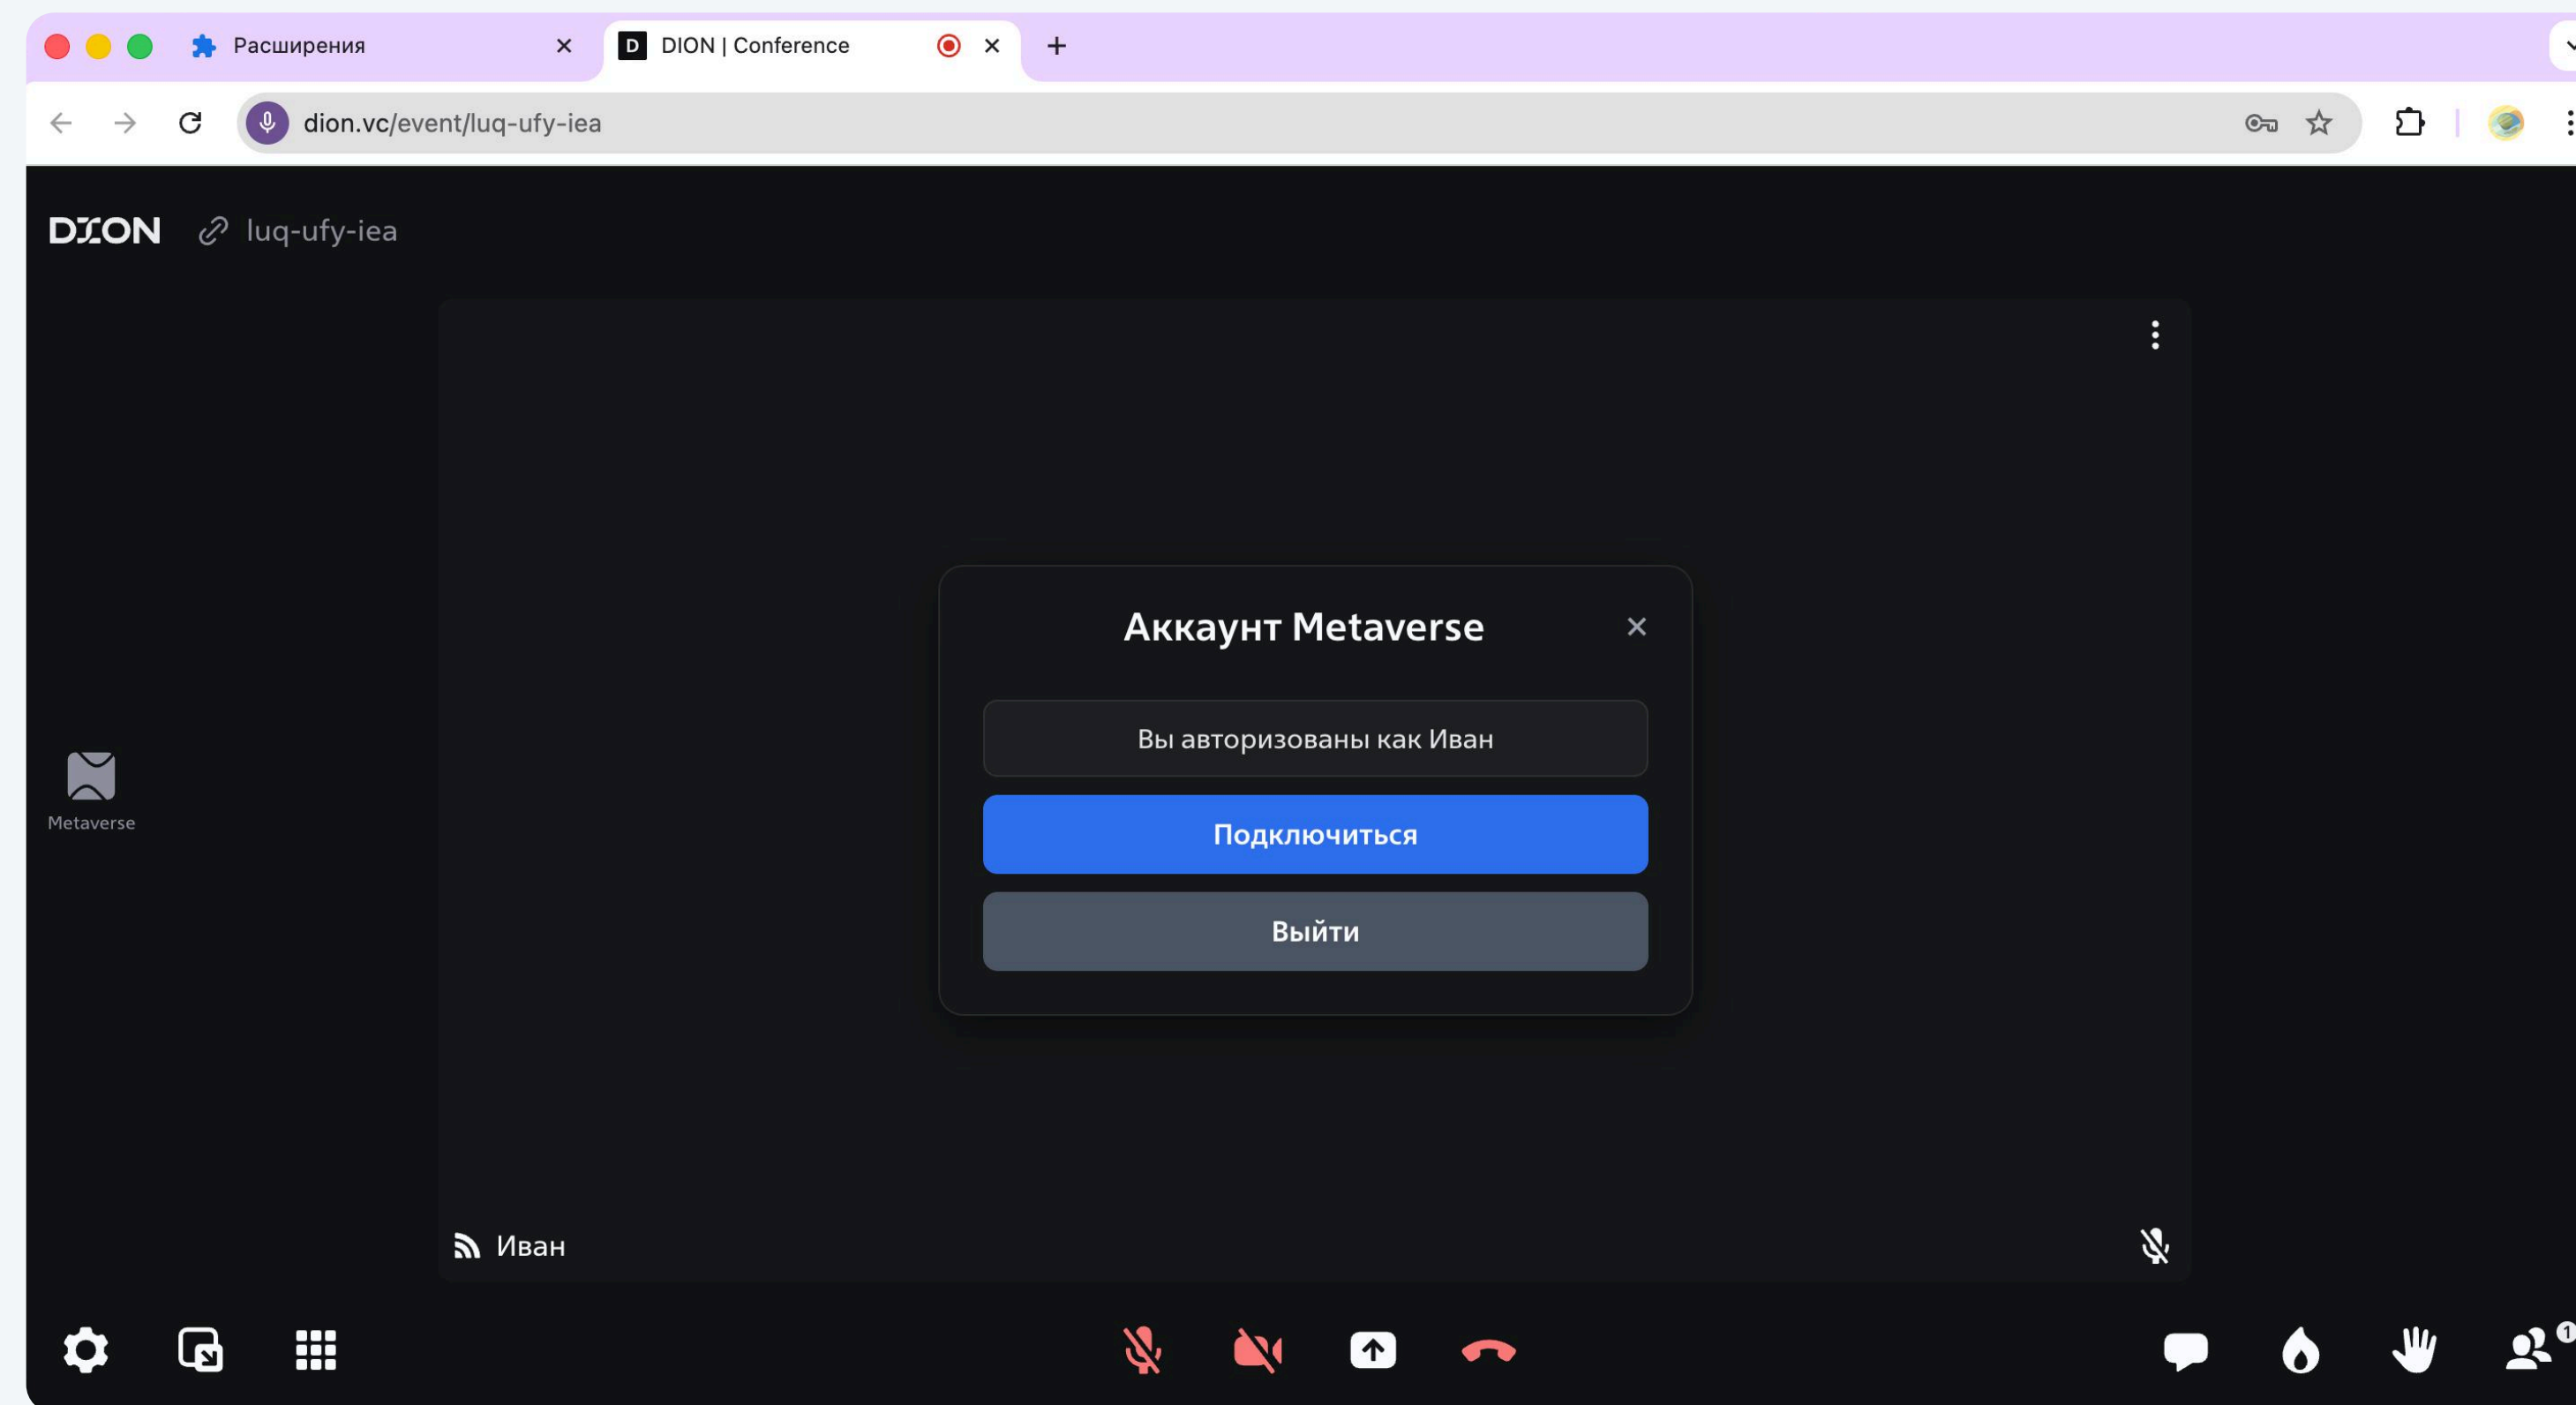 Расширения
D DION | Conference
dion.vc/event/luq-ufy-iea
DION luq-ufy-iea
Аккаунт Metaverse
Вы авторизованы как Иван
Подключиться
Выйти
Metaverse
Иван
1